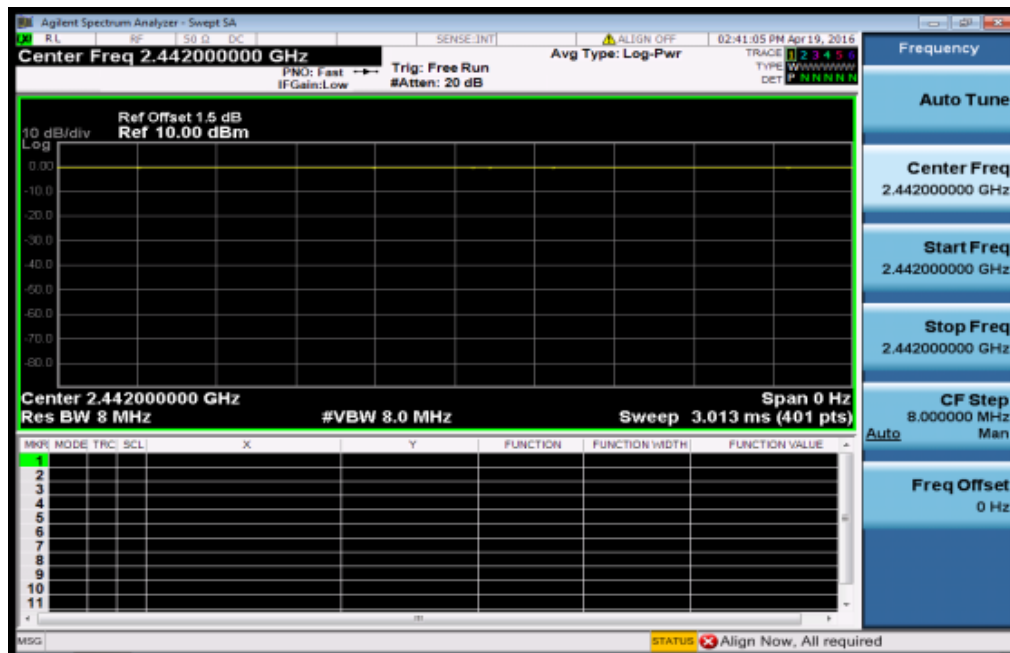 Agilent Spectrum Analyzer - Swept SA
RL RF 50 Ω DC SENSE:INT ALIGN OFF 02:41:05 PM Apr 19, 2016
Center Freq 2.442000000 GHz
PNO: Fast
IFGain:Low
Trig: Free Run
#Atten: 20 dB
Avg Type: Log-Pwr
TRACE 1 2 3 4 5 6
TYPE W W W W W W
DET P N N N N N
Ref Offset 1.5 dB
10 dB/div Ref 10.00 dBm
Log
0.00
-10.0
-20.0
-30.0
-40.0
-50.0
-60.0
-70.0
-80.0
Center 2.442000000 GHz Span 0 Hz
Res BW 8 MHz #VBW 8.0 MHz Sweep 3.013 ms (401 pts)
MKR MODE TRC SCL X Y FUNCTION FUNCTION WIDTH FUNCTION VALUE
1
2
3
4
5
6
7
8
9
10
11
MSG STATUS Align Now, All required
Frequency
Auto Tune
Center Freq
2.442000000 GHz
Start Freq
2.442000000 GHz
Stop Freq
2.442000000 GHz
CF Step
8.000000 MHz
Auto Man
Freq Offset
0 Hz